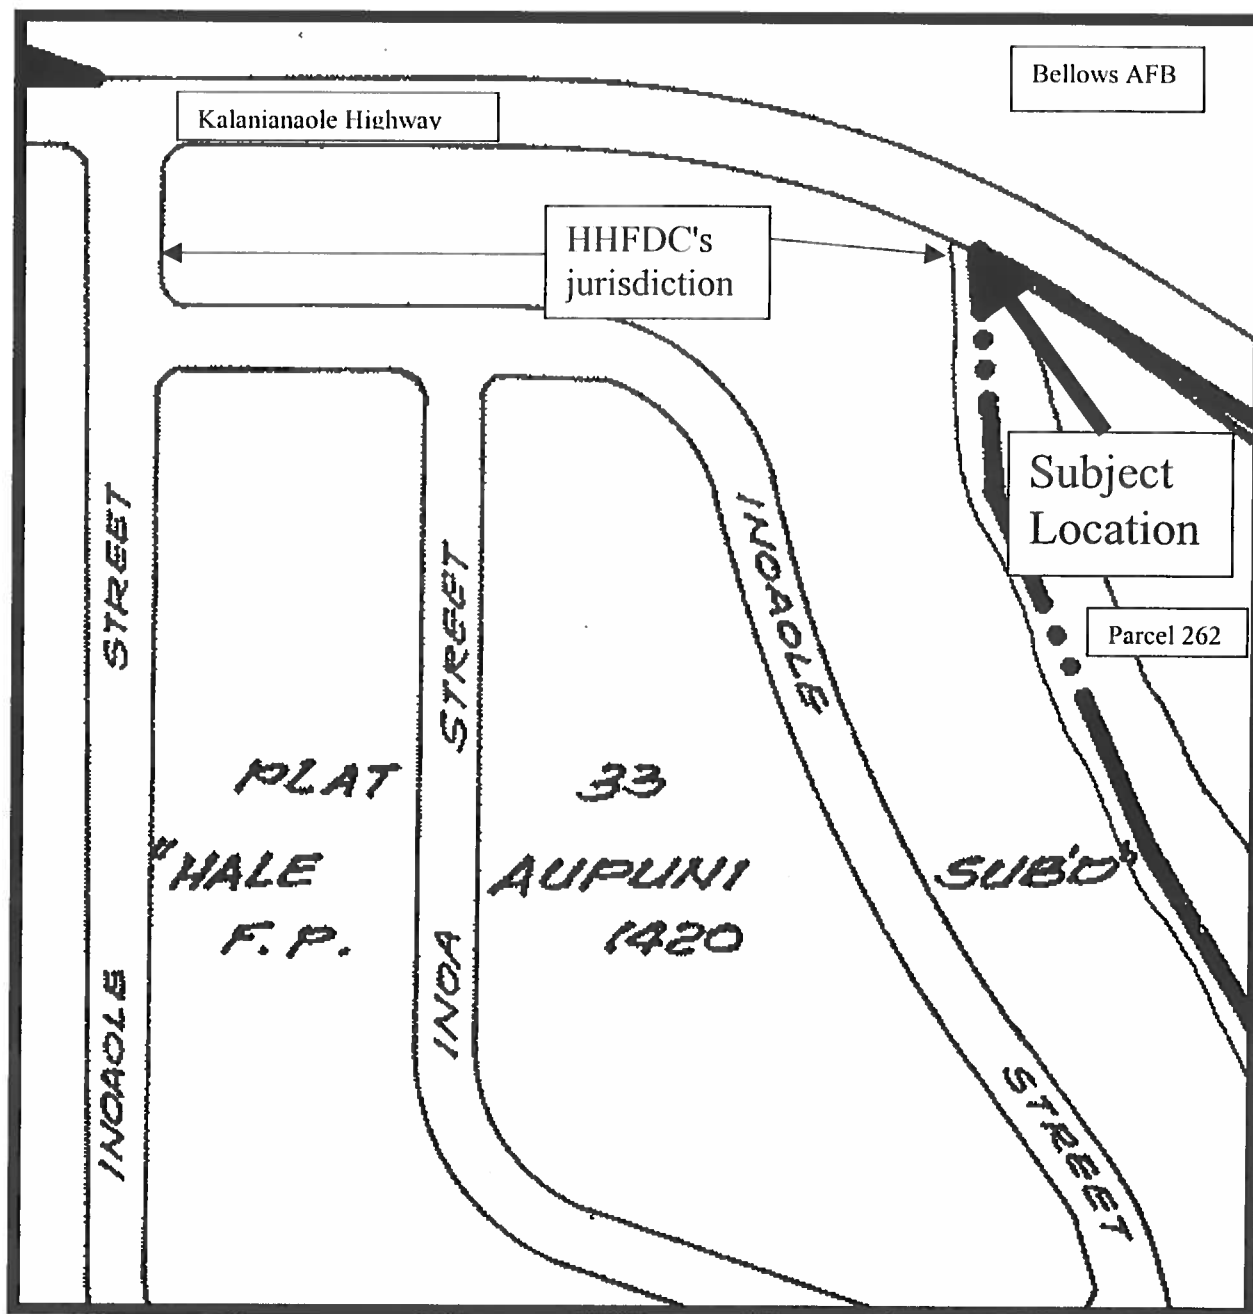 Bellows AFB
Kalanianaole Highway
HHFDC's
jurisdiction
Subject
Location
Parcel 262
INOAOLE STREET
INOA STREET
INOAOLE STREET
PLAT 33
"HALE AUPUNI SUB'D"
F.P. 1420